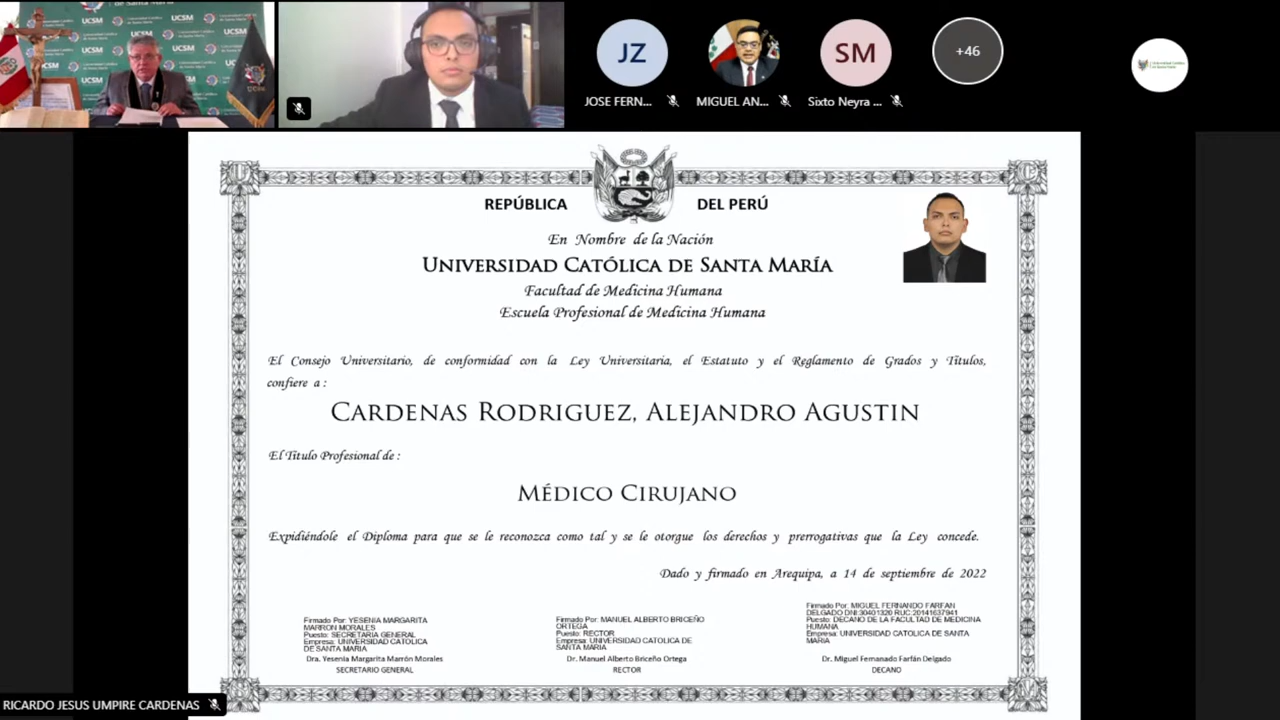 UCSM
UCSM
UCSM
UCSM
JZ
SM
+46
JOSE FERN...
MIGUEL AN...
Sixto Neyra ...
REPÚBLICA
DEL PERÚ
En Nombre de la Nación
UNIVERSIDAD CATÓLICA DE SANTA MARÍA
Facultad de Medicina Humana
Escuela Profesional de Medicina Humana
El Consejo Universitario, de conformidad con la Ley Universitaria, el Estatuto y el Reglamento de Grados y Títulos,
confiere a :
CARDENAS RODRIGUEZ, ALEJANDRO AGUSTIN
El Título Profesional de :
MÉDICO CIRUJANO
Expidiéndole el Diploma para que se le reconozca como tal y se le otorgue los derechos y prerrogativas que la Ley concede.
Dado y firmado en Arequipa, a 14 de septiembre de 2022
Firmado Por: YESENIA MARGARITA
MARRON MORALES
Puesto: SECRETARIA GENERAL
Empresa: UNIVERSIDAD CATOLICA
DE SANTA MARIA
Dra. Yesenia Margarita Marrón Morales
SECRETARIO GENERAL
Firmado Por: MANUEL ALBERTO BRICEÑO
ORTEGA
Puesto: RECTOR
Empresa: UNIVERSIDAD CATOLICA DE
SANTA MARIA
Dr. Manuel Alberto Briceño Ortega
RECTOR
Firmado Por: MIGUEL FERNANDO FARFAN
DELGADO DNI:30401320 RUC:20141637941
Puesto: DECANO DE LA FACULTAD DE MEDICINA
HUMANA
Empresa: UNIVERSIDAD CATOLICA DE SANTA
MARIA
Dr. Miguel Fernanado Farfán Delgado
DECANO
RICARDO JESUS UMPIRE CARDENAS